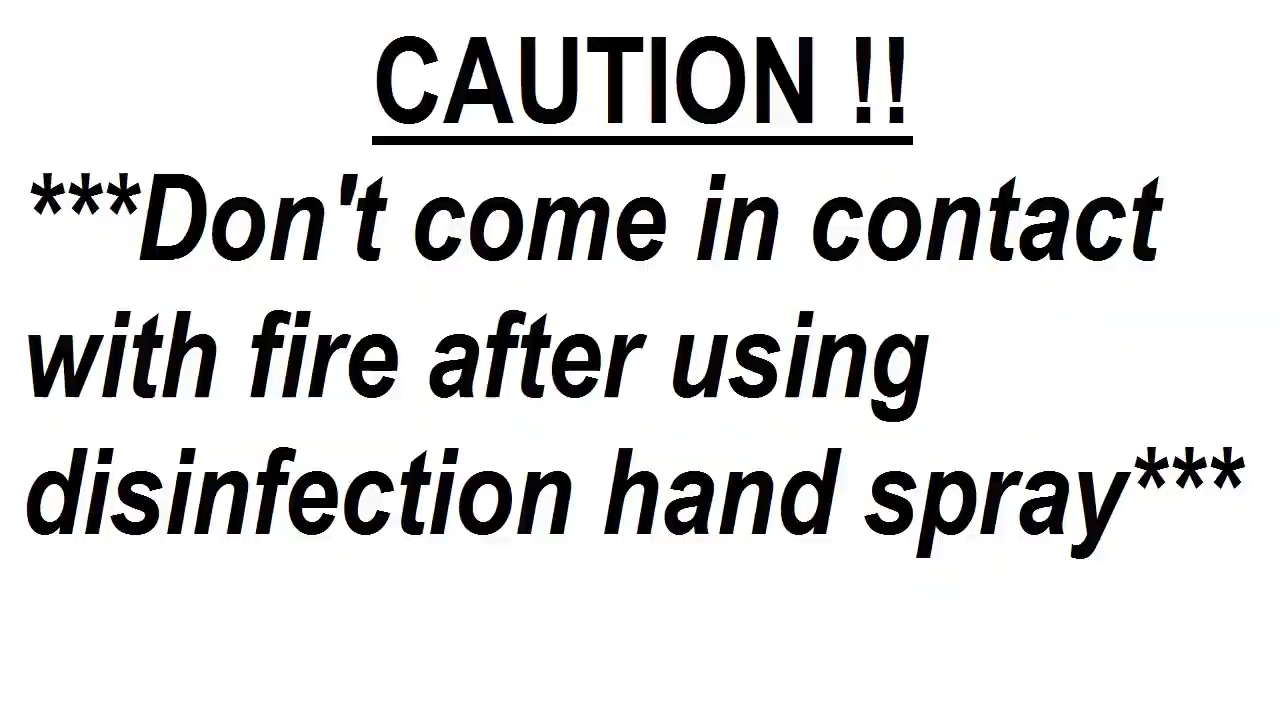 CAUTION !!
***Don't come in contact
with fire after using
disinfection hand spray***